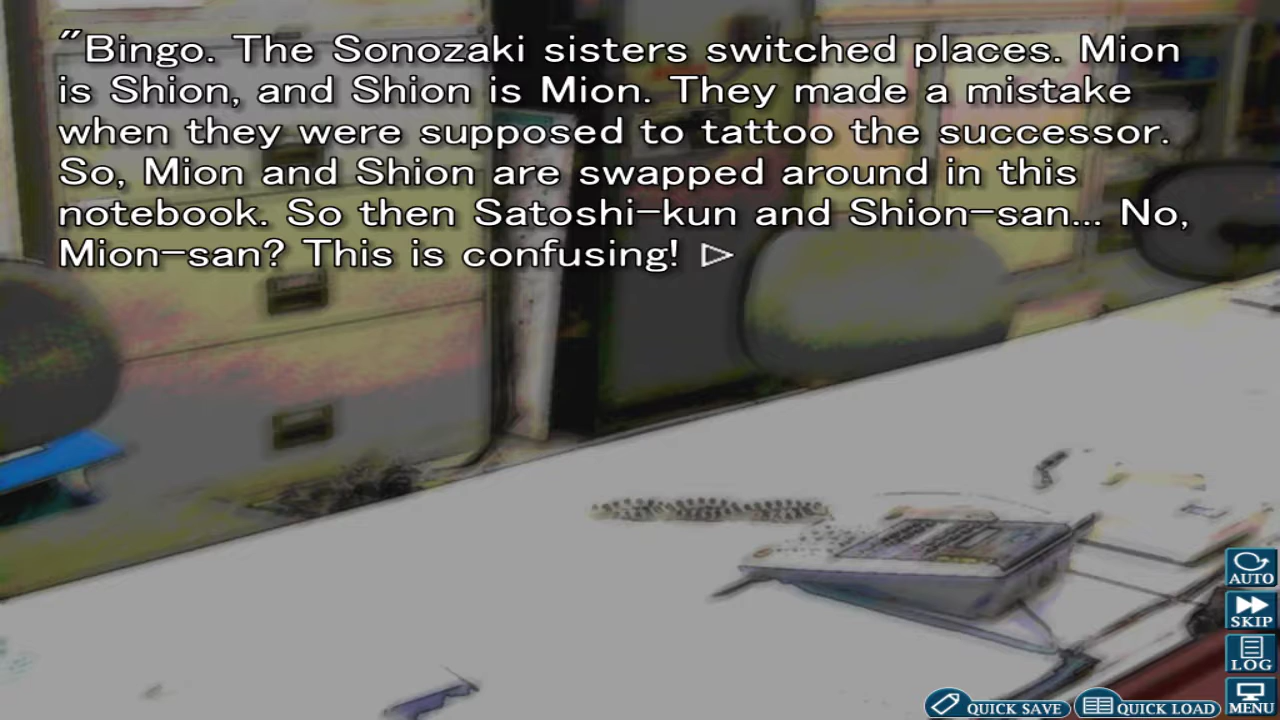 "Bingo. The Sonozaki sisters switched places. Mion
is Shion, and Shion is Mion. They made a mistake
when they were supposed to tattoo the successor.
So, Mion and Shion are swapped around in this
notebook. So then Satoshi-kun and Shion-san... No,
Mion-san? This is confusing! ▷
AUTO
SKIP
LOG
QUICK SAVE QUICK LOAD MENU